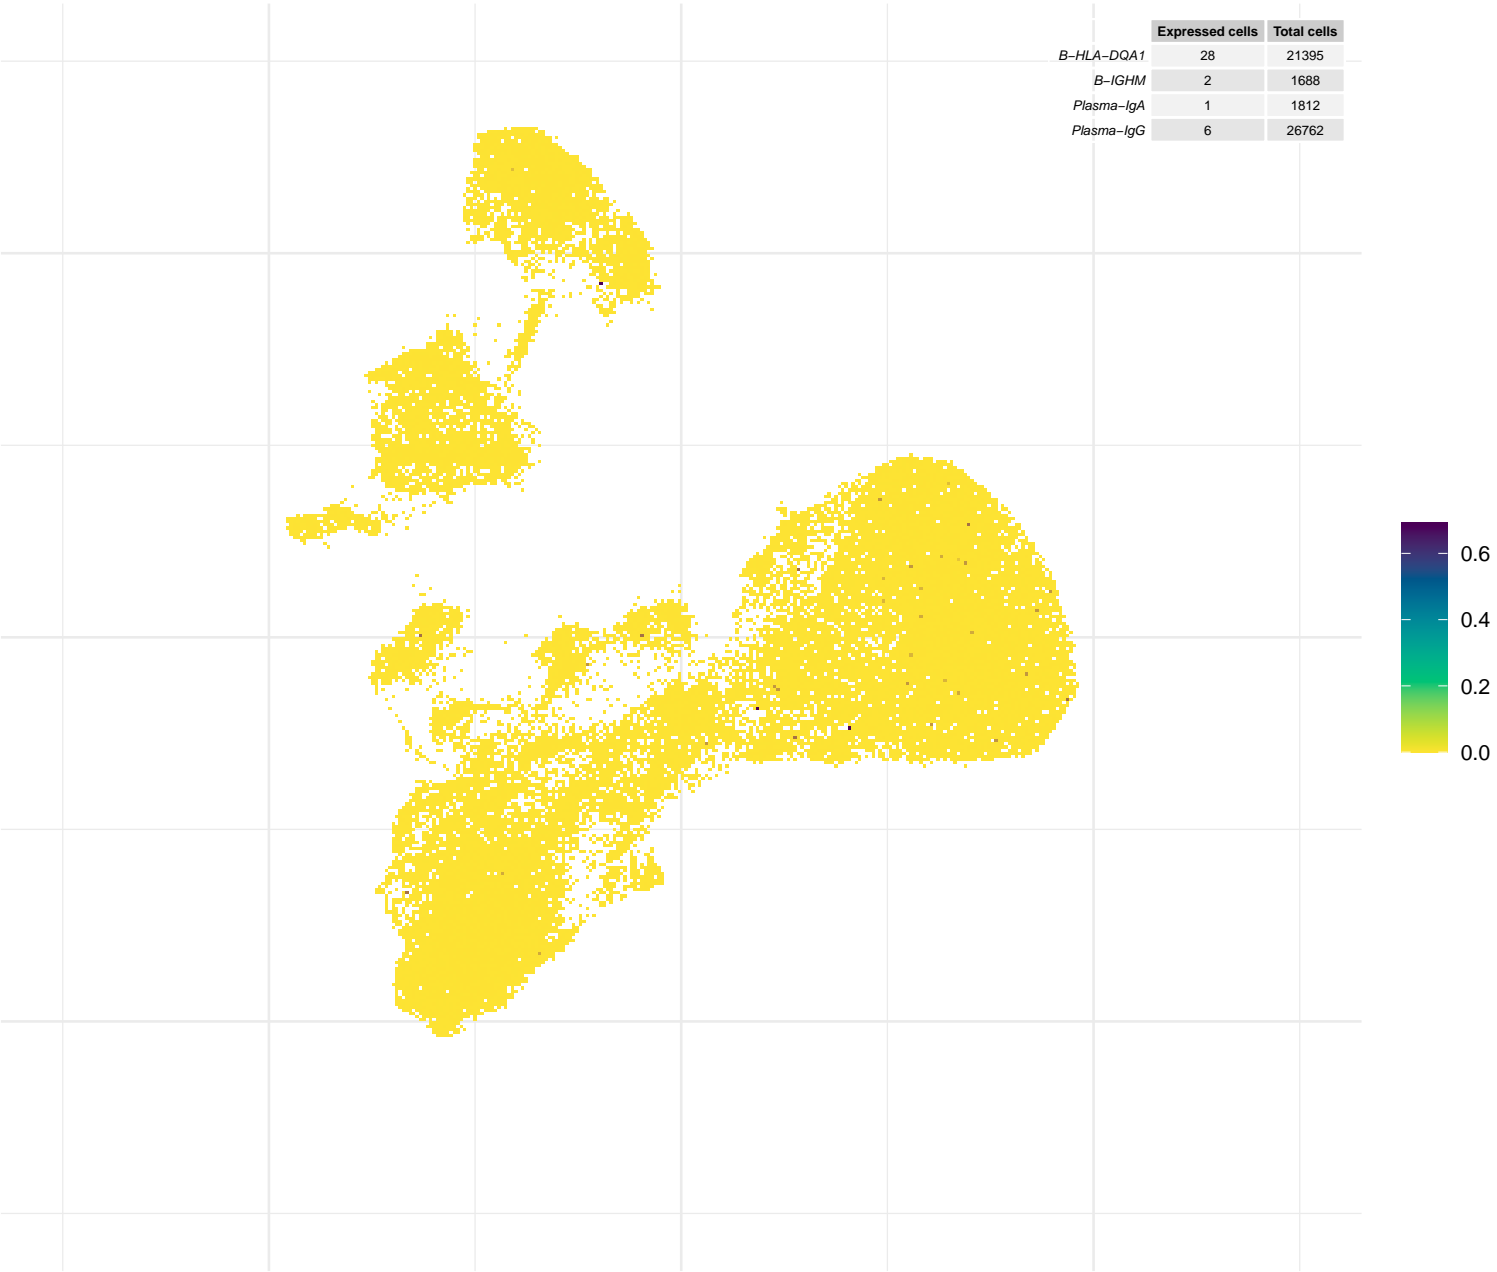 Expressed cells Total cells
B−HLA−DQA1 28 21395
B−IGHM 2 1688
Plasma−IgA 1 1812
Plasma−IgG 6 26762
0.6
0.4
0.2
0.0